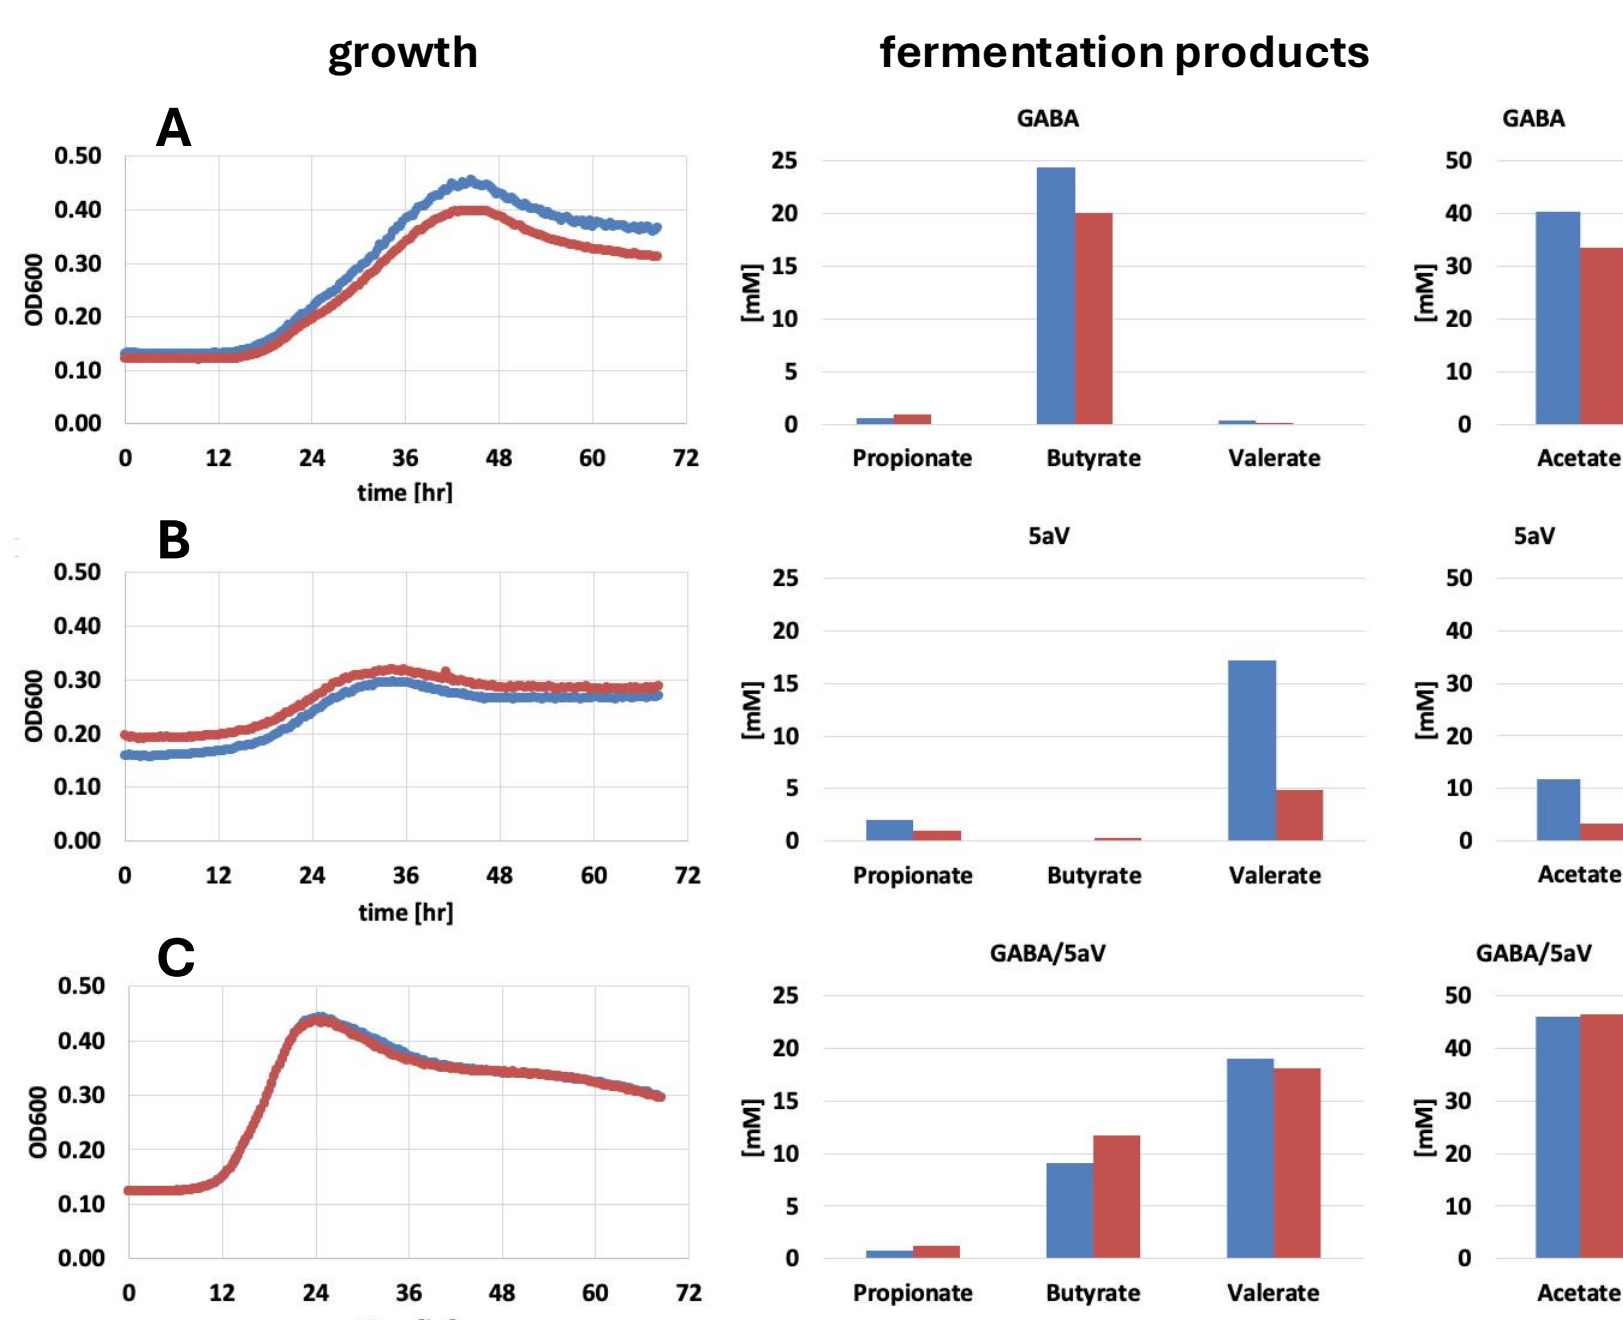 growth
fermentation products
A
GABA
GABA
0.50
0.40
0.30
0.20
0.10
0.00
OD600
0 12 24 36 48 60 72
time [hr]
25
20
15
10
5
0
[mM]
Propionate Butyrate Valerate
50
40
30
20
10
0
[mM]
Acetate
B
5aV
5aV
0.50
0.40
0.30
0.20
0.10
0.00
OD600
0 12 24 36 48 60 72
time [hr]
25
20
15
10
5
0
[mM]
Propionate Butyrate Valerate
50
40
30
20
10
0
[mM]
Acetate
C
GABA/5aV
GABA/5aV
0.50
0.40
0.30
0.20
0.10
0.00
OD600
0 12 24 36 48 60 72
25
20
15
10
5
0
[mM]
Propionate Butyrate Valerate
50
40
30
20
10
0
[mM]
Acetate